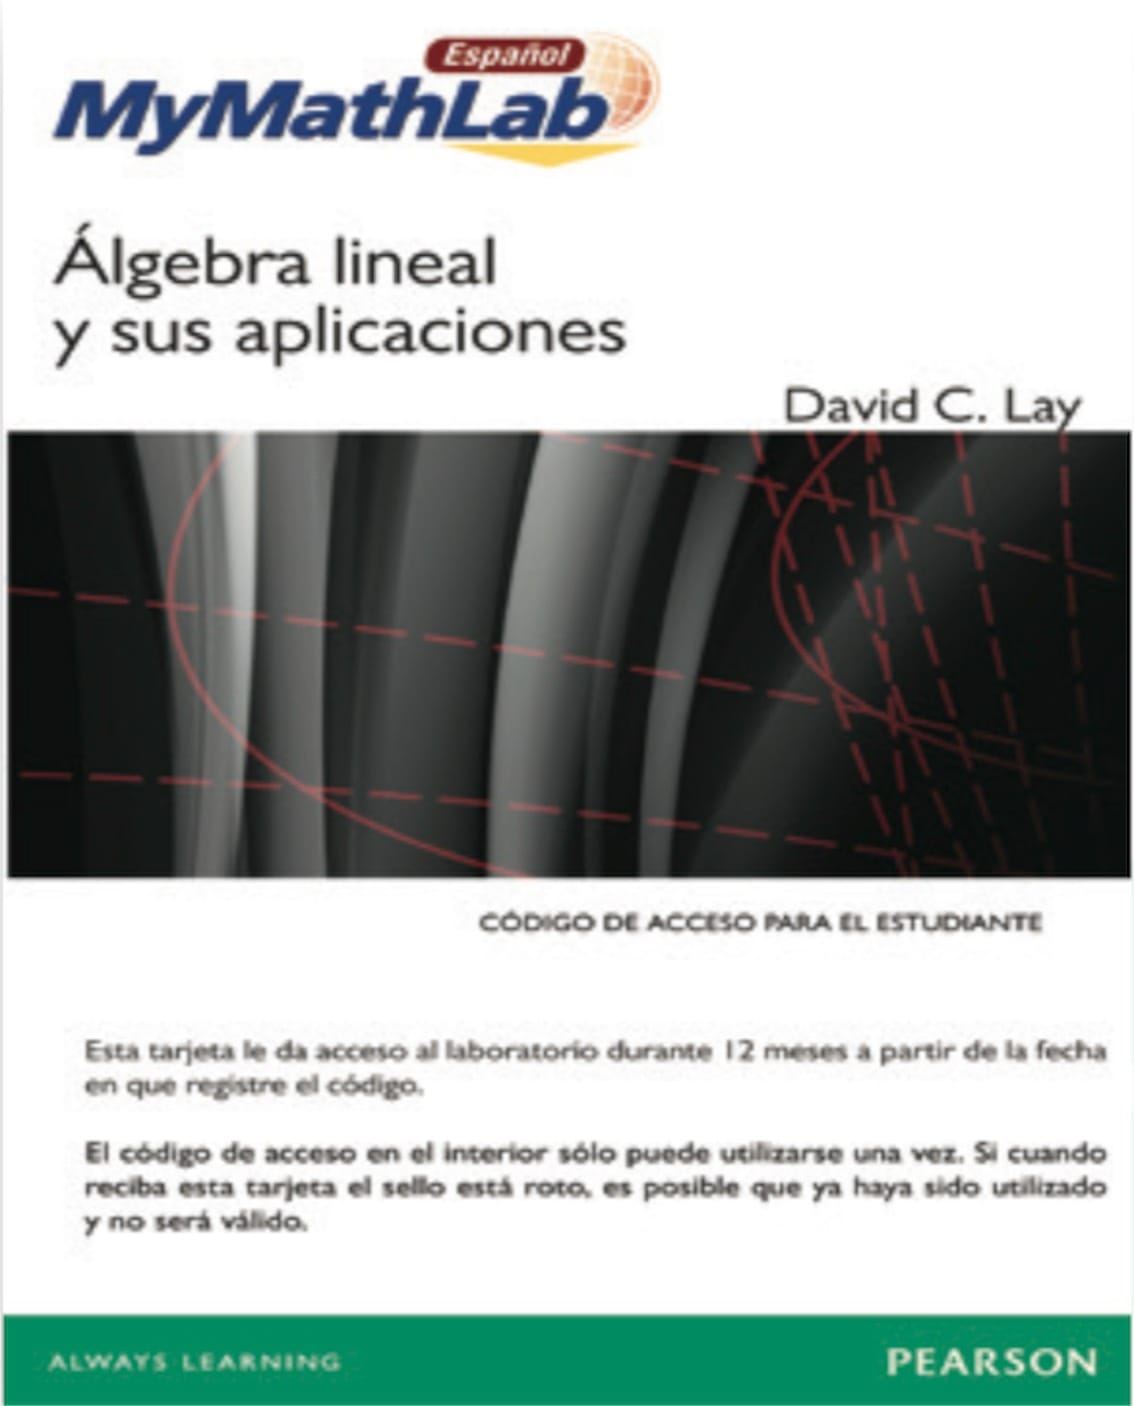 Español
MyMathLab
Álgebra lineal
y sus aplicaciones
David C. Lay
CÓDIGO DE ACCESO PARA EL ESTUDIANTE
Esta tarjeta le da acceso al laboratorio durante 12 meses a partir de la fecha
en que registre el código.
El código de acceso en el interior sólo puede utilizarse una vez. Si cuando
reciba esta tarjeta el sello está roto, es posible que ya haya sido utilizado
y no será válido.
ALWAYS LEARNING
PEARSON